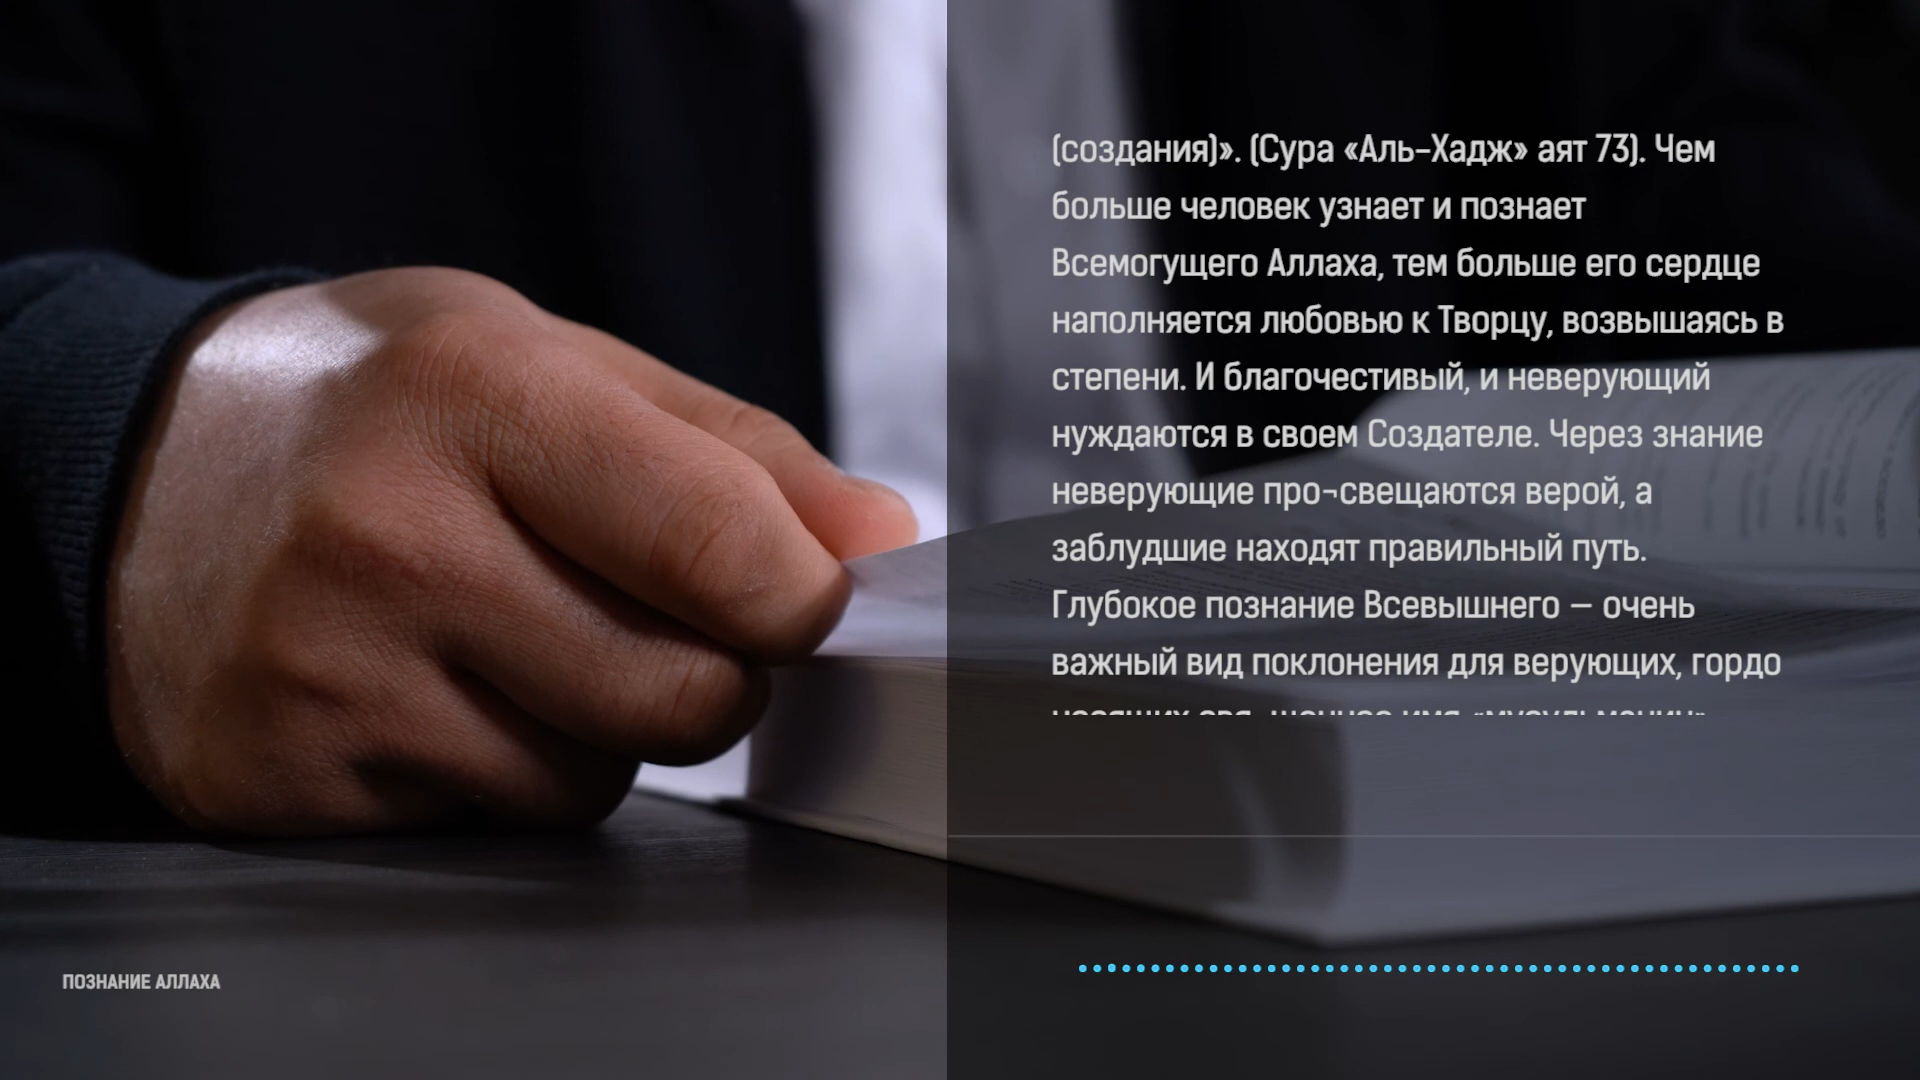 (создания)». (Сура «Аль-Хадж» аят 73). Чем
больше человек узнает и познает
Всемогущего Аллаха, тем больше его сердце
наполняется любовью к Творцу, возвышаясь в
степени. И благочестивый, и неверующий
нуждаются в своем Создателе. Через знание
неверующие про¬свещаются верой, а
заблудшие находят правильный путь.
Глубокое познание Всевышнего — очень
важный вид поклонения для верующих, гордо
ПОЗНАНИЕ АЛЛАХА